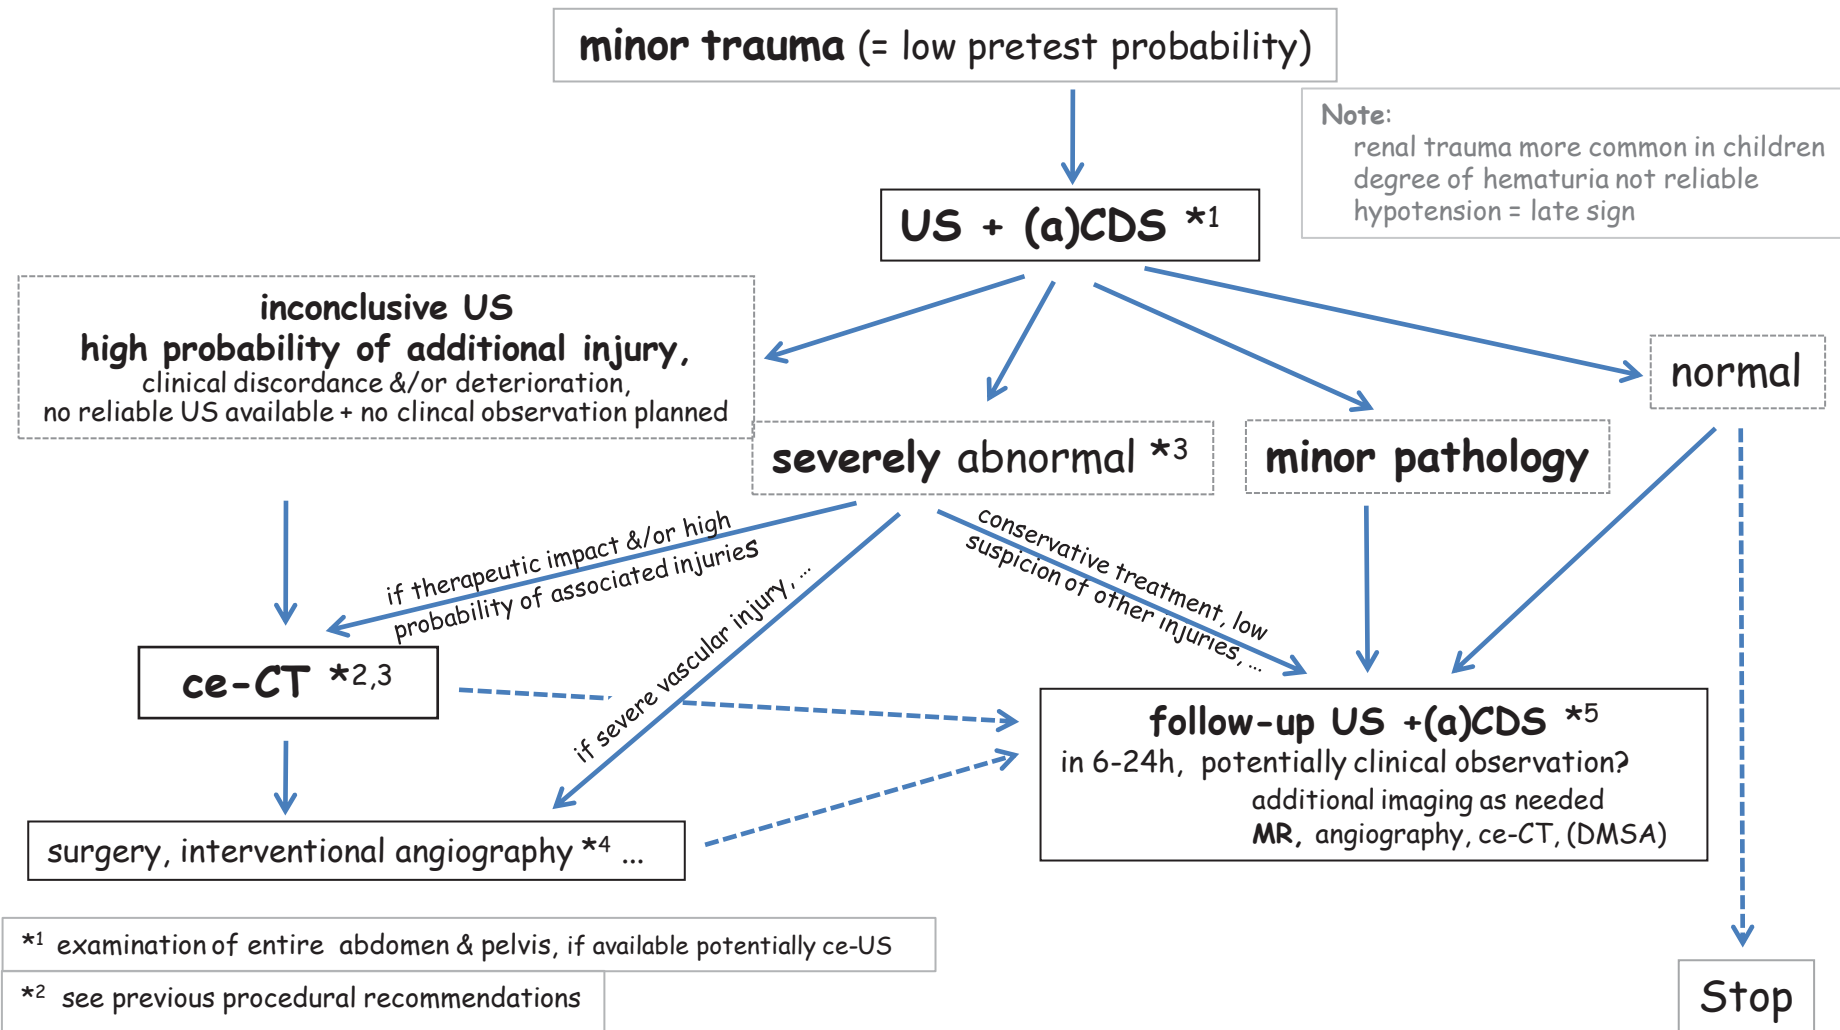 minor trauma (= low pretest probability)
Note:
renal trauma more common in children
degree of hematuria not reliable
hypotension = late sign
US + (a)CDS *1
inconclusive US
high probability of additional injury,
clinical discordance &/or deterioration,
no reliable US available + no clincal observation planned
normal
severely abnormal *3
minor pathology
if therapeutic impact &/or high
probability of associated injuries
if severe vascular injury, ...
conservative treatment, low
suspicion of other injuries, ...
ce-CT *2,3
follow-up US +(a)CDS *5
in 6-24h, potentially clinical observation?
additional imaging as needed
MR, angiography, ce-CT, (DMSA)
surgery, interventional angiography *4 ...
*1 examination of entire abdomen & pelvis, if available potentially ce-US
*2 see previous procedural recommendations
Stop